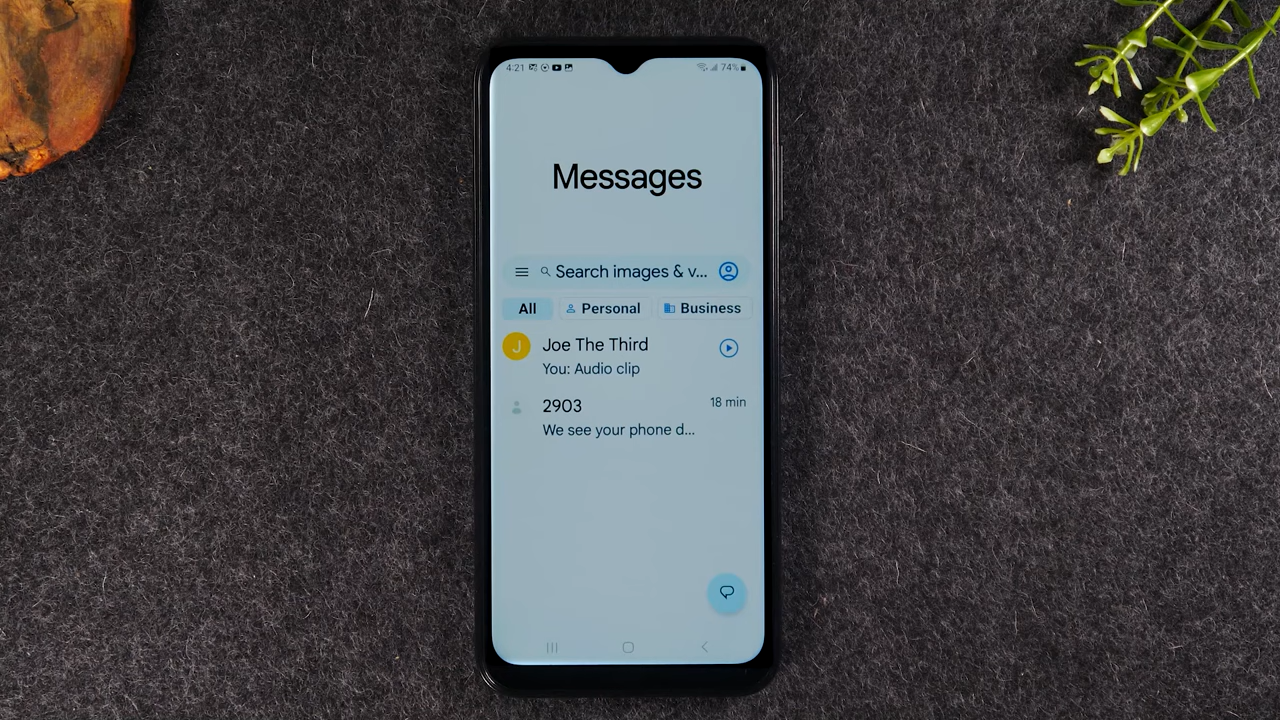 4:21
74%
Messages
Search images & v...
All Personal Business
J
Joe The Third
You: Audio clip
2903
18 min
We see your phone d...